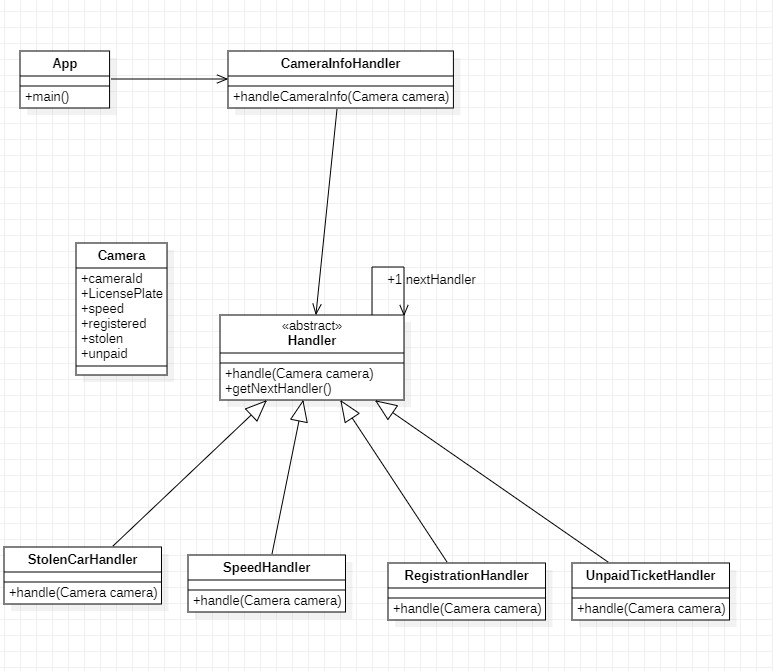 App
+main()
CameraInfoHandler
+handleCameraInfo(Camera camera)
Camera
+cameraId
+LicensePlate
+speed
+registered
+stolen
+unpaid
+1 nextHandler
«abstract»
Handler
+handle(Camera camera)
+getNextHandler()
StolenCarHandler
+handle(Camera camera)
SpeedHandler
+handle(Camera camera)
RegistrationHandler
+handle(Camera camera)
UnpaidTicketHandler
+handle(Camera camera)